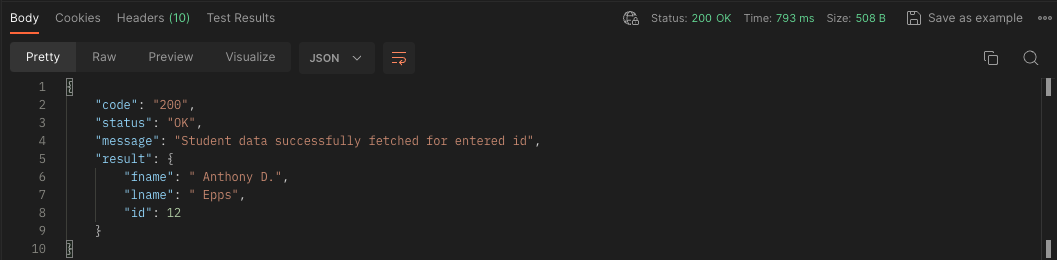 Body Cookies Headers (10) Test Results Status: 200 OK Time: 793 ms Size: 508 B Save as example
Pretty Raw Preview Visualize JSON
1 {
2 "code": "200",
3 "status": "OK",
4 "message": "Student data successfully fetched for entered id",
5 "result": {
6 "fname": " Anthony D.",
7 "lname": " Epps",
8 "id": 12
9 }
10 }